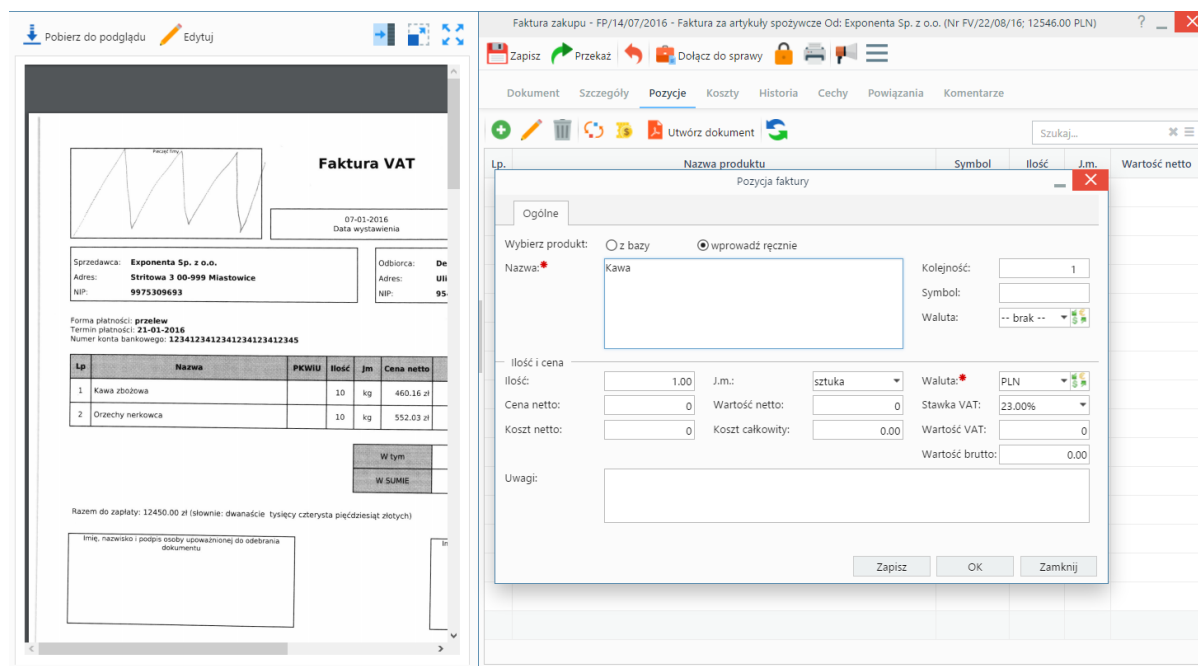 Pobierz do podglądu Edytuj
Faktura zakupu - FP/14/07/2016 - Faktura za artykuły spożywcze Od: Exponenta Sp. z o.o. (Nr FV/22/08/16; 12546.00 PLN) ?
Zapisz Przekaż Dołącz do sprawy
Dokument Szczegóły Pozycje Koszty Historia Cechy Powiązania Komentarze
Utwórz dokument Szukaj...
Lp. Nazwa produktu Symbol Ilość J.m. Wartość netto
Pozycja faktury
Ogólne
Wybierz produkt: z bazy wprowadź ręcznie
Nazwa:* Kawa
Kolejność: 1
Symbol:
Waluta: -- brak --
Ilość i cena
Ilość: 1.00 J.m.: sztuka Waluta:* PLN
Cena netto: 0 Wartość netto: 0 Stawka VAT: 23.00%
Koszt netto: 0 Koszt całkowity: 0.00 Wartość VAT: 0
Wartość brutto: 0.00
Uwagi:
Zapisz OK Zamknij
Faktura VAT
07-01-2016
Data wystawienia
Sprzedawca: Exponenta Sp. z o.o.
Adres: Stritowa 3 00-999 Miastowice
NIP: 9975309693
Odbiorca: De
Adres: Uli
NIP: 95-
Forma płatności: przelew
Termin płatności: 21-01-2016
Numer konta bankowego: 12341234123412341234123412345
Lp Nazwa PKWiU Ilość Jm Cena netto
1 Kawa zbożowa 10 kg 460.16 zł
2 Orzechy nerkowca 10 kg 552.03 zł
W tym
W SUMIE
Razem do zapłaty: 12450.00 zł (słownie: dwanaście tysięcy czterysta pięćdziesiąt złotych)
Imię, nazwisko i podpis osoby upoważnionej do odebrania
dokumentu